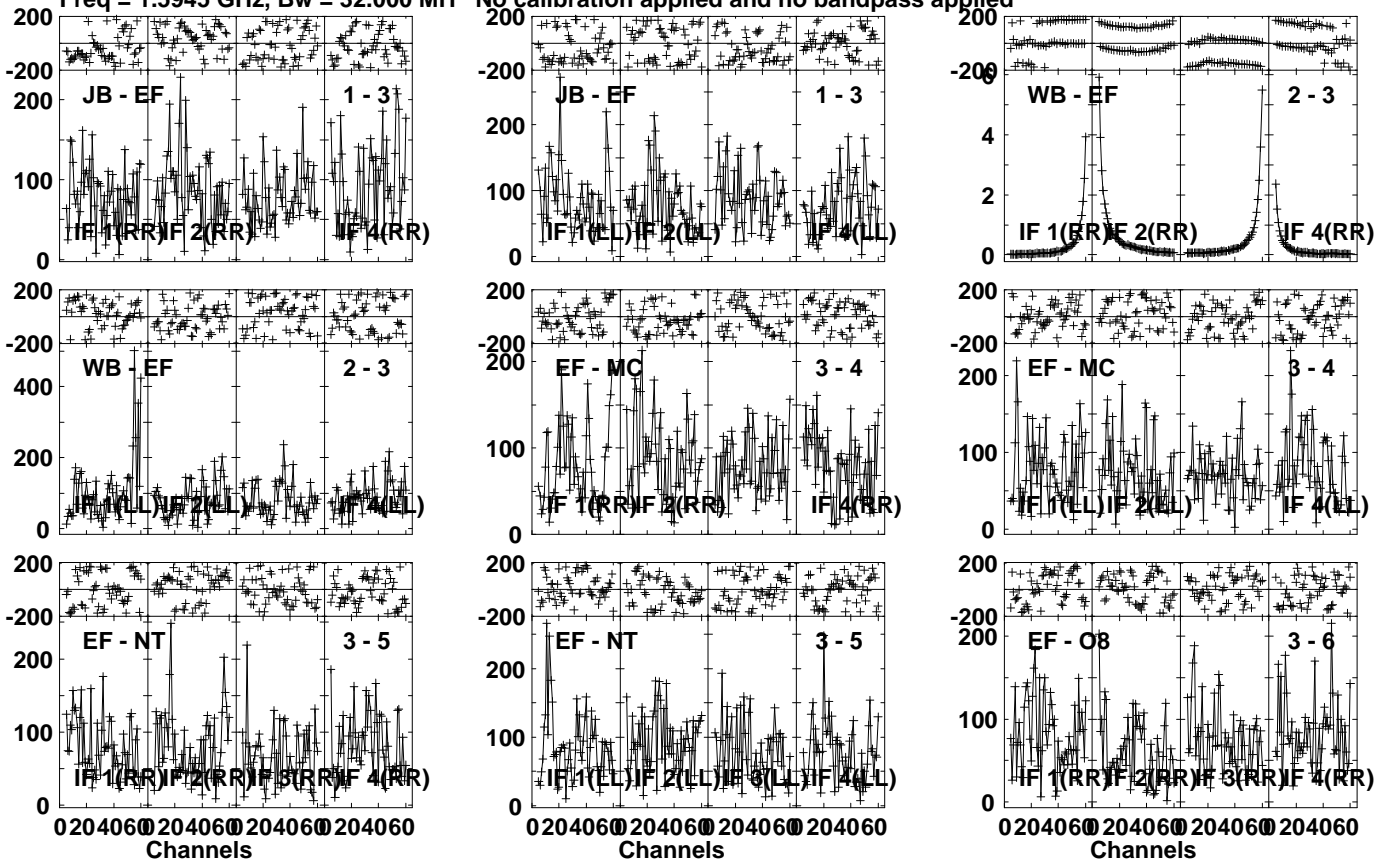 Freq = 1.5945 GHz, Bw = 32.000 MH No calibration applied and no bandpass applied
200
-200
200
100
0
JB - EF
1 - 3
IF 1(RR)
IF 2(RR)
IF 4(RR)
200
-200
200
100
0
JB - EF
1 - 3
IF 1(LL)
IF 2(LL)
IF 4(LL)
200
-200
6
4
2
0
WB - EF
2 - 3
IF 1(RR)
IF 2(RR)
IF 4(RR)
200
-200
400
200
0
WB - EF
2 - 3
IF 1(LL)
IF 2(LL)
IF 4(LL)
200
-200
200
100
0
EF - MC
3 - 4
IF 1(RR)
IF 2(RR)
IF 4(RR)
200
-200
200
100
0
EF - MC
3 - 4
IF 1(LL)
IF 2(LL)
IF 4(LL)
200
-200
200
100
0
EF - NT
3 - 5
IF 1(RR)
IF 2(RR)
IF 3(RR)
IF 4(RR)
0 20 40 60 0 20 40 60 0 20 40 60 0 20 40 60
Channels
200
-200
200
100
0
EF - NT
3 - 5
IF 1(LL)
IF 2(LL)
IF 3(LL)
IF 4(LL)
0 20 40 60 0 20 40 60 0 20 40 60 0 20 40 60
Channels
200
-200
200
100
0
EF - O8
3 - 6
IF 1(RR)
IF 2(RR)
IF 3(RR)
IF 4(RR)
0 20 40 60 0 20 40 60 0 20 40 60 0 20 40 60
Channels